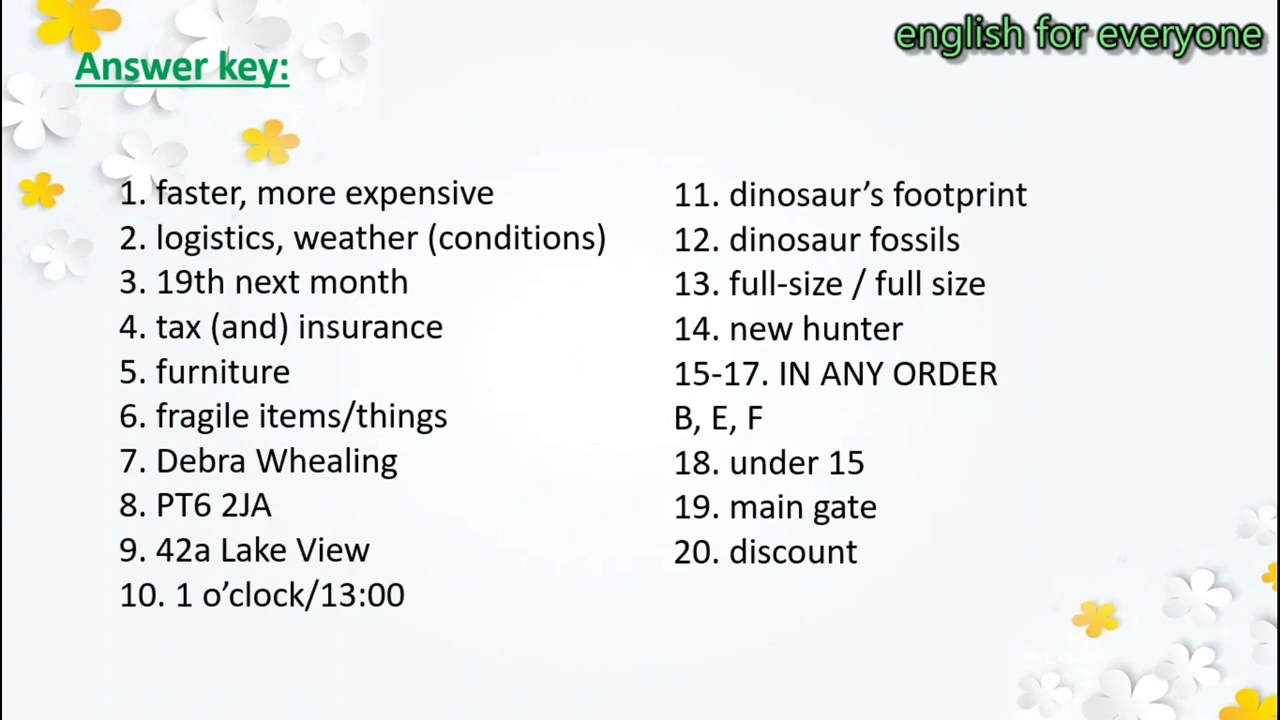 english for everyone
Answer key:
1. faster, more expensive
2. logistics, weather (conditions)
3. 19th next month
4. tax (and) insurance
5. furniture
6. fragile items/things
7. Debra Whealing
8. PT6 2JA
9. 42a Lake View
10. 1 o’clock/13:00
11. dinosaur’s footprint
12. dinosaur fossils
13. full-size / full size
14. new hunter
15-17. IN ANY ORDER
B, E, F
18. under 15
19. main gate
20. discount